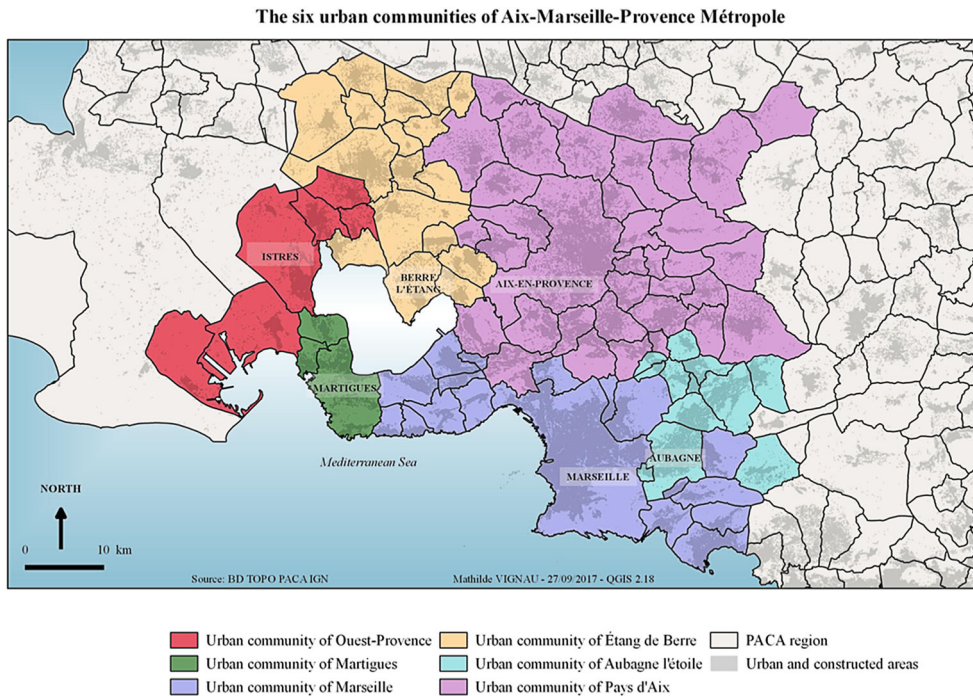 The six urban communities of Aix-Marseille-Provence Métropole
ISTRES
BERRE
L'ÉTANG
AIX-EN-PROVENCE
MARTIGUES
Mediterranean Sea
AUBAGNE
MARSEILLE
NORTH
0 10 km
Source: BD TOPO PACA IGN
Mathilde VIGNAU - 27/09/2017 - QGIS 2.18
Urban community of Ouest-Provence
Urban community of Étang de Berre
PACA region
Urban community of Martigues
Urban community of Aubagne l'étoile
Urban and constructed areas
Urban community of Marseille
Urban community of Pays d'Aix